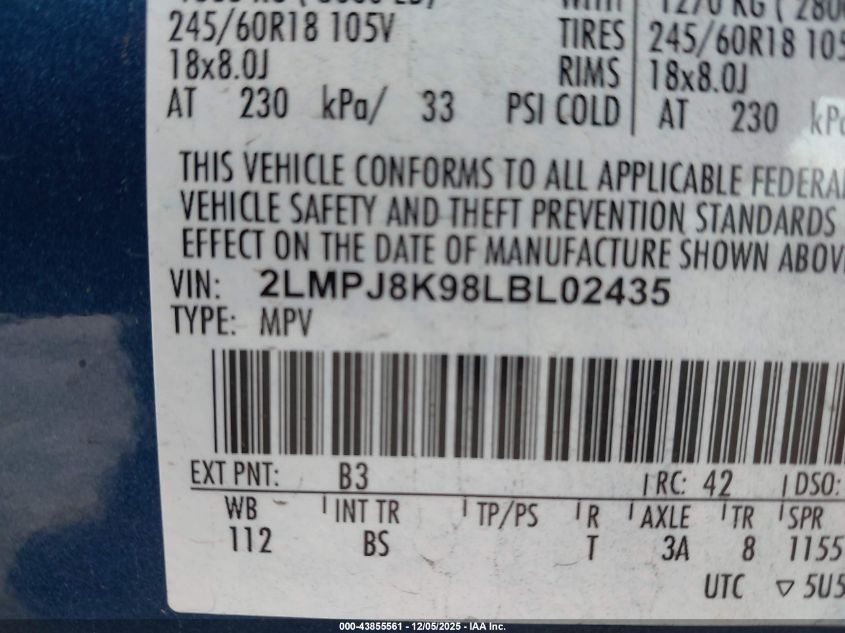 WITH
245/60R18 105V TIRES 245/60R18
18x8.0J RIMS 18x8.0J
AT 230 kPa/ 33 PSI COLD AT 230
THIS VEHICLE CONFORMS TO ALL APPLICABLE FEDERAL
VEHICLE SAFETY AND THEFT PREVENTION STANDARDS
EFFECT ON THE DATE OF MANUFACTURE SHOWN
VIN: 2LMPJ8K98LBL02435
TYPE: MPV
EXT PNT: B3 RC: 42 DSO:
WB INT TR TP/PS R AXLE TR SPR
112 BS T 3A 8 1155
UTC ▽ 5U5
000-43855561 - 12/05/2025 - IAA Inc.